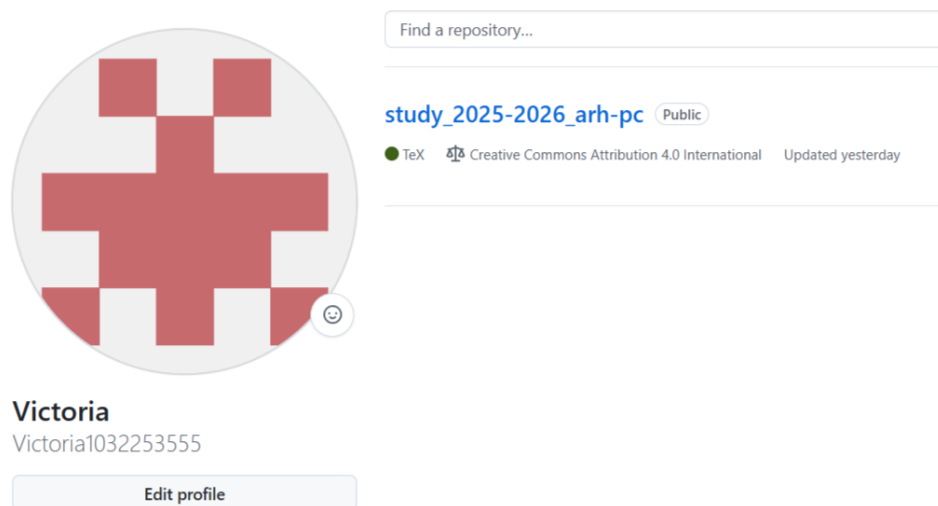 Find a repository...
study_2025-2026_arh-pc Public
TeX Creative Commons Attribution 4.0 International Updated yesterday
Victoria
Victoria1032253555
Edit profile